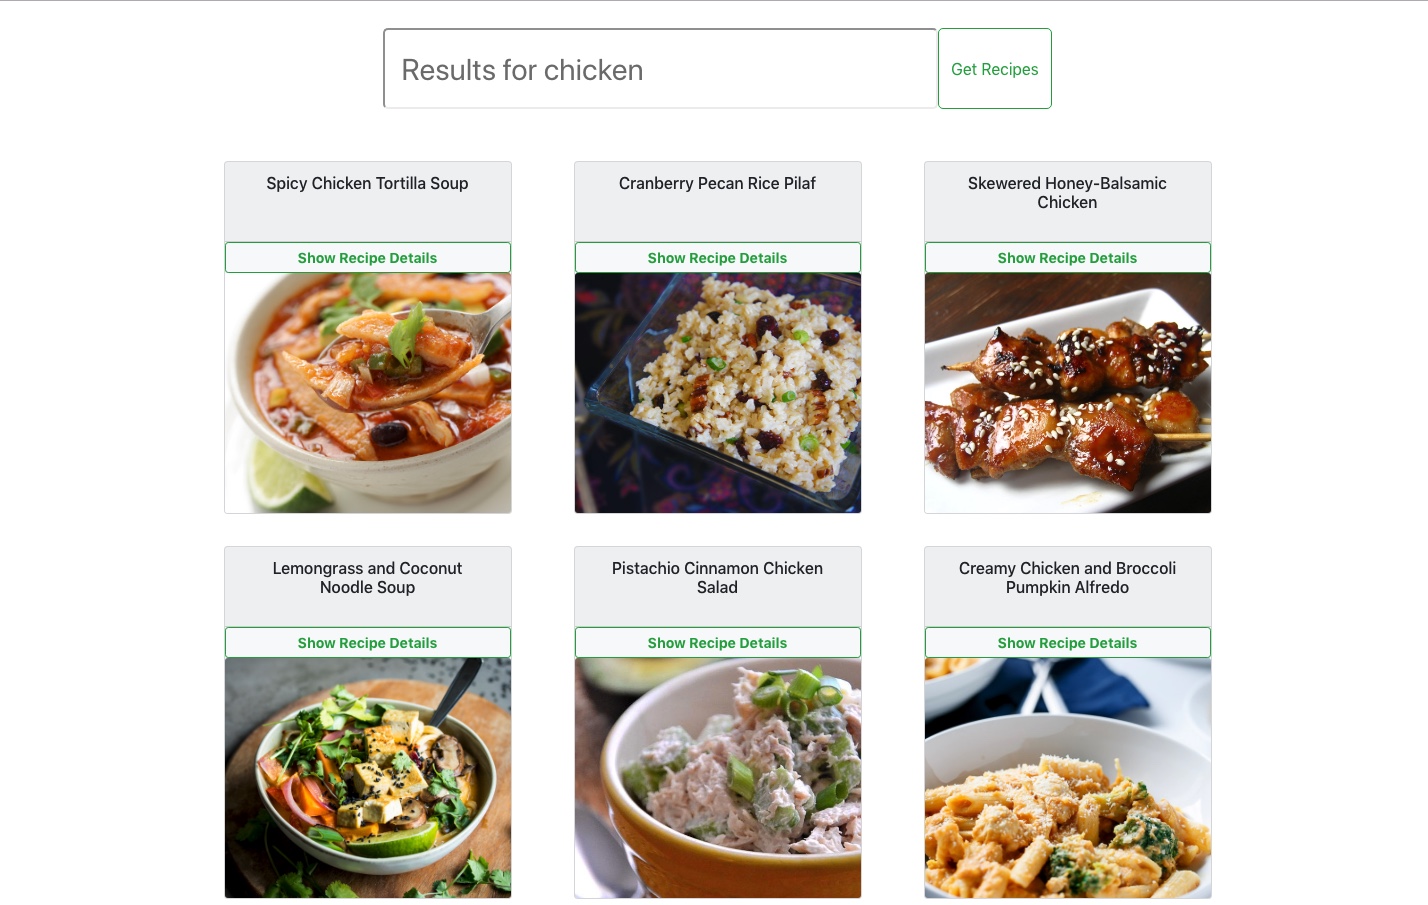 Results for chicken
Get Recipes
Spicy Chicken Tortilla Soup
Show Recipe Details
Cranberry Pecan Rice Pilaf
Show Recipe Details
Skewered Honey-Balsamic
Chicken
Show Recipe Details
Lemongrass and Coconut
Noodle Soup
Show Recipe Details
Pistachio Cinnamon Chicken
Salad
Show Recipe Details
Creamy Chicken and Broccoli
Pumpkin Alfredo
Show Recipe Details